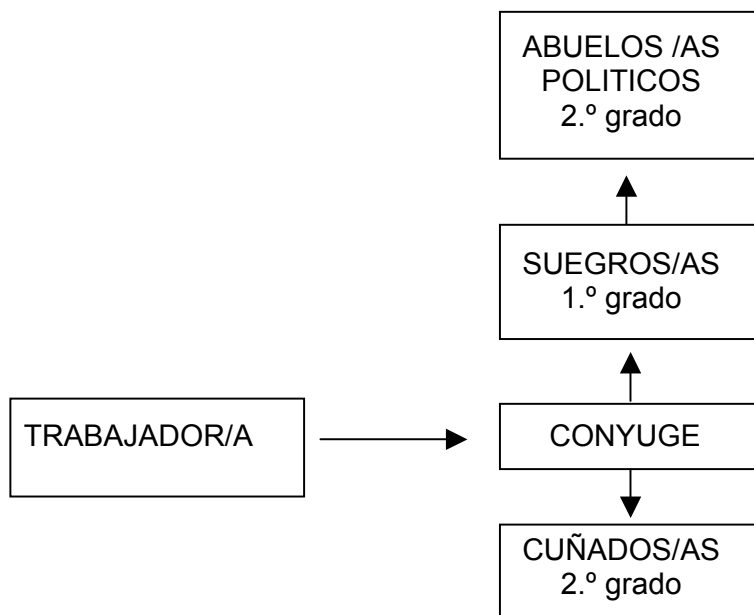 ABUELOS /AS
POLITICOS
2.º grado
SUEGROS/AS
1.º grado
TRABAJADOR/A
CONYUGE
CUÑADOS/AS
2.º grado